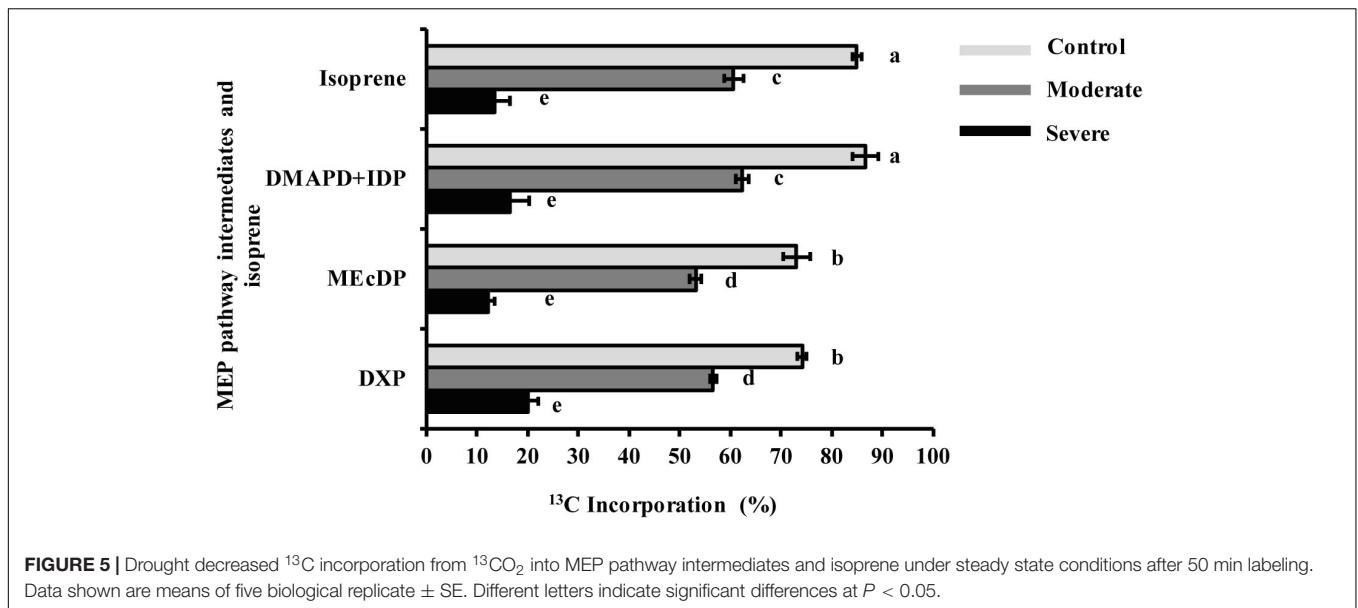 MEP pathway intermediates and
isoprene
Isoprene
DMAPD+IDP
MEcDP
DXP
a
c
e
a
c
e
b
d
e
b
d
e
0 10 20 30 40 50 60 70 80 90 100
¹³C Incorporation (%)
Control
Moderate
Severe
FIGURE 5 | Drought decreased ¹³C incorporation from ¹³CO₂ into MEP pathway intermediates and isoprene under steady state conditions after 50 min labeling.
Data shown are means of five biological replicate ± SE. Different letters indicate significant differences at P < 0.05.